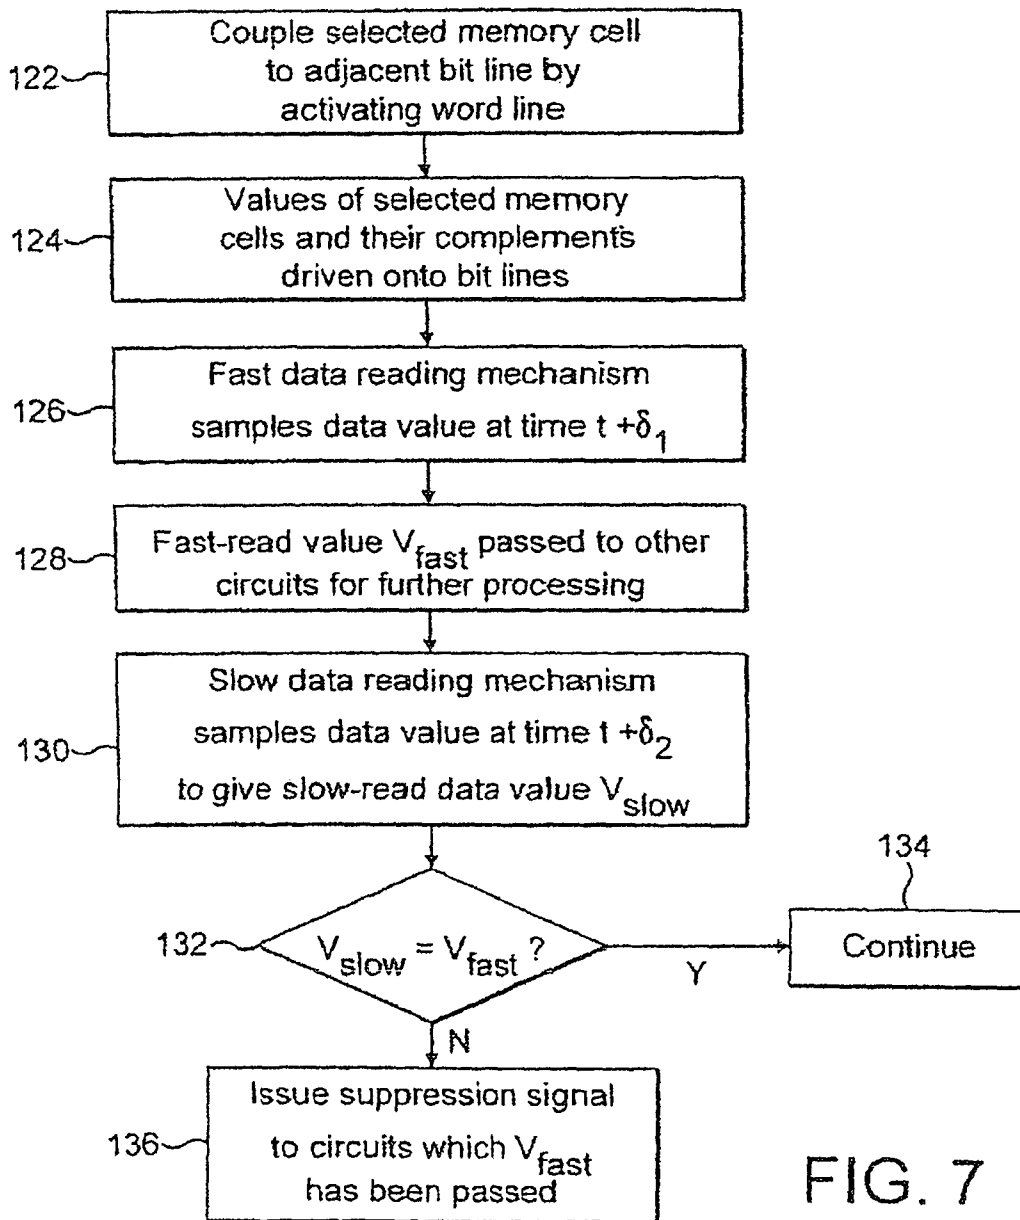 Couple selected memory cell
to adjacent bit line by
activating word line
122
Values of selected memory
cells and their complements
driven onto bit lines
124
Fast data reading mechanism
samples data value at time t +δ1
126
Fast-read value Vfast passed to other
circuits for further processing
128
Slow data reading mechanism
samples data value at time t +δ2
to give slow-read data value Vslow
130
134
Continue
132
Vslow = Vfast ?
Y
N
Issue suppression signal
to circuits which Vfast
has been passed
136
FIG. 7